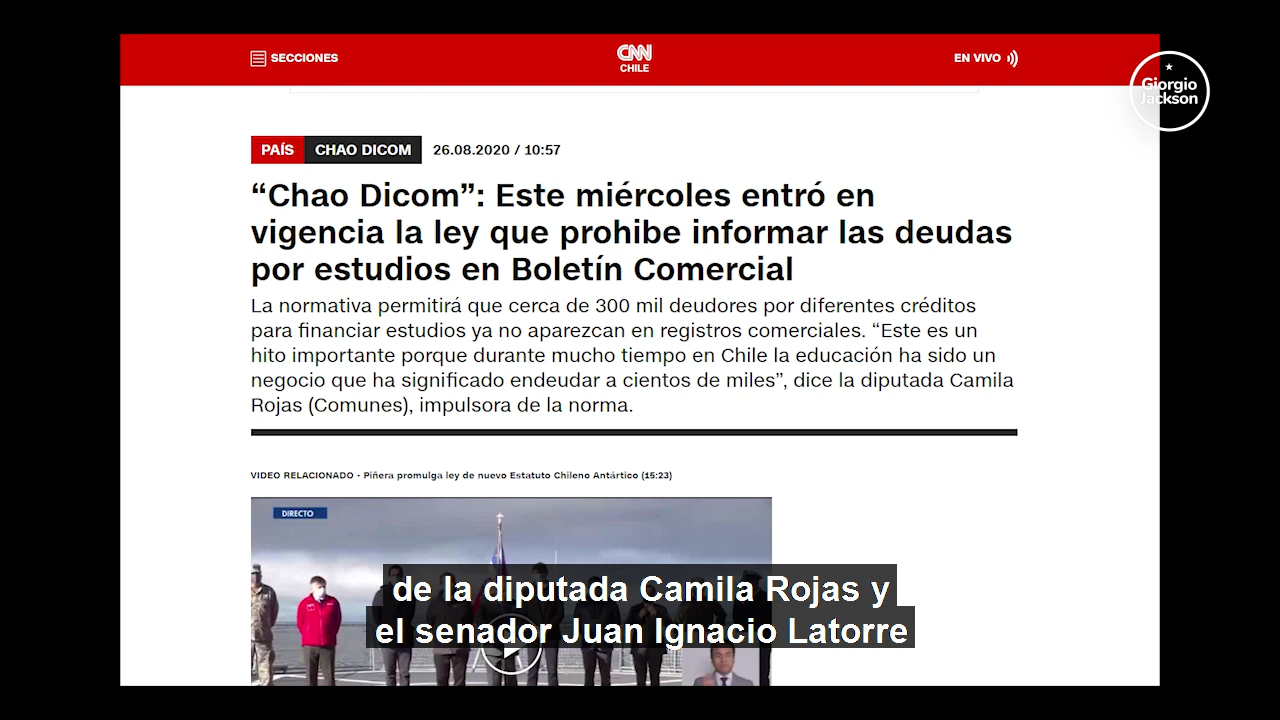 SECCIONES
CNN
CHILE
EN VIVO
Giorgio
Jackson
PAÍS CHAO DICOM 26.08.2020 / 10:57
“Chao Dicom”: Este miércoles entró en
vigencia la ley que prohibe informar las deudas
por estudios en Boletín Comercial
La normativa permitirá que cerca de 300 mil deudores por diferentes créditos
para financiar estudios ya no aparezcan en registros comerciales. “Este es un
hito importante porque durante mucho tiempo en Chile la educación ha sido un
negocio que ha significado endeudar a cientos de miles”, dice la diputada Camila
Rojas (Comunes), impulsora de la norma.
VIDEO RELACIONADO - Piñera promulga ley de nuevo Estatuto Chileno Antártico (15:23)
DIRECTO
de la diputada Camila Rojas y
el senador Juan Ignacio Latorre